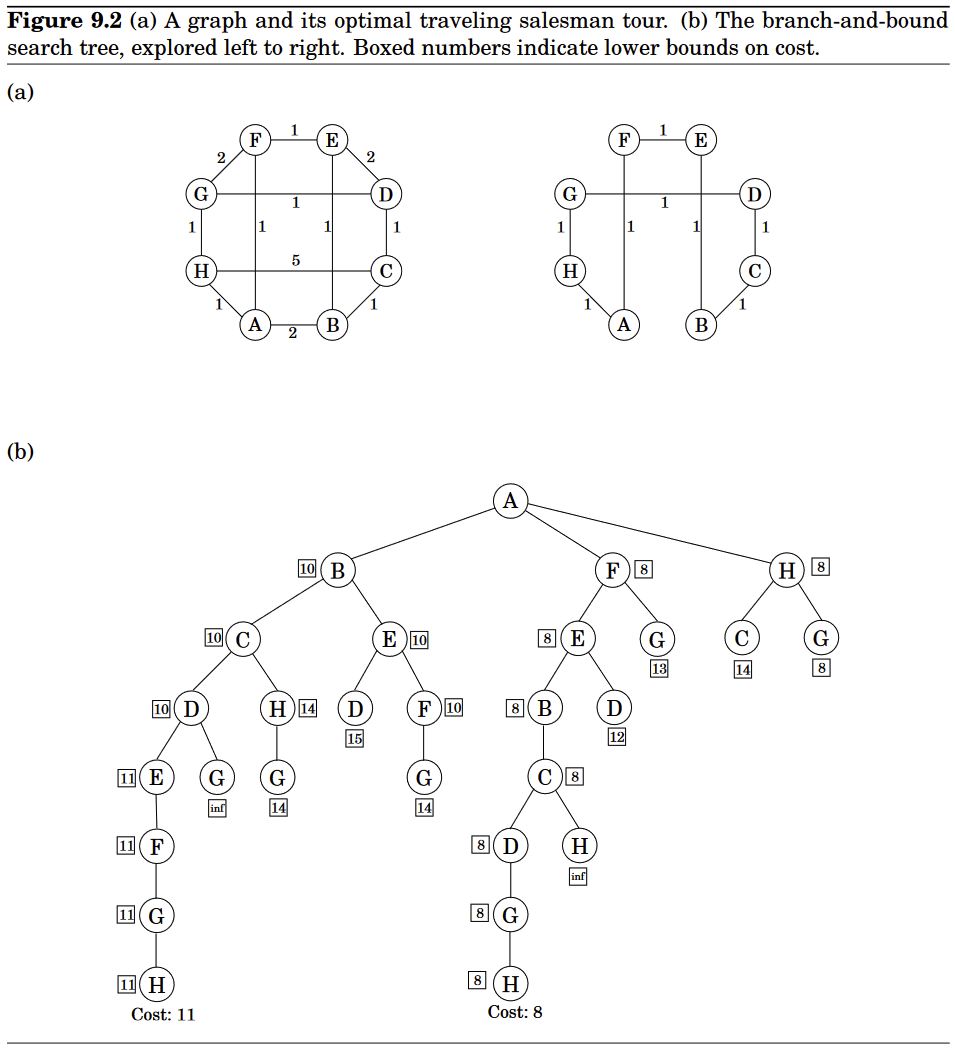 Figure 9.2 (a) A graph and its optimal traveling salesman tour. (b) The branch-and-bound
search tree, explored left to right. Boxed numbers indicate lower bounds on cost.
(a)
F 1 E F 1 E
2 2
G D G D
1 1
1 1 1 1 1 1 1 1
H 5 C H C
1 1 1 1
A 2 B A B
(b)
A
10 B F 8 H 8
10 C E 10 8 E G C G
13 14 8
10 D H 14 D F 10 8 B D
15 12
11 E G G G C 8
inf 14 14
11 F 8 D H
inf
11 G 8 G
11 H 8 H
Cost: 11 Cost: 8